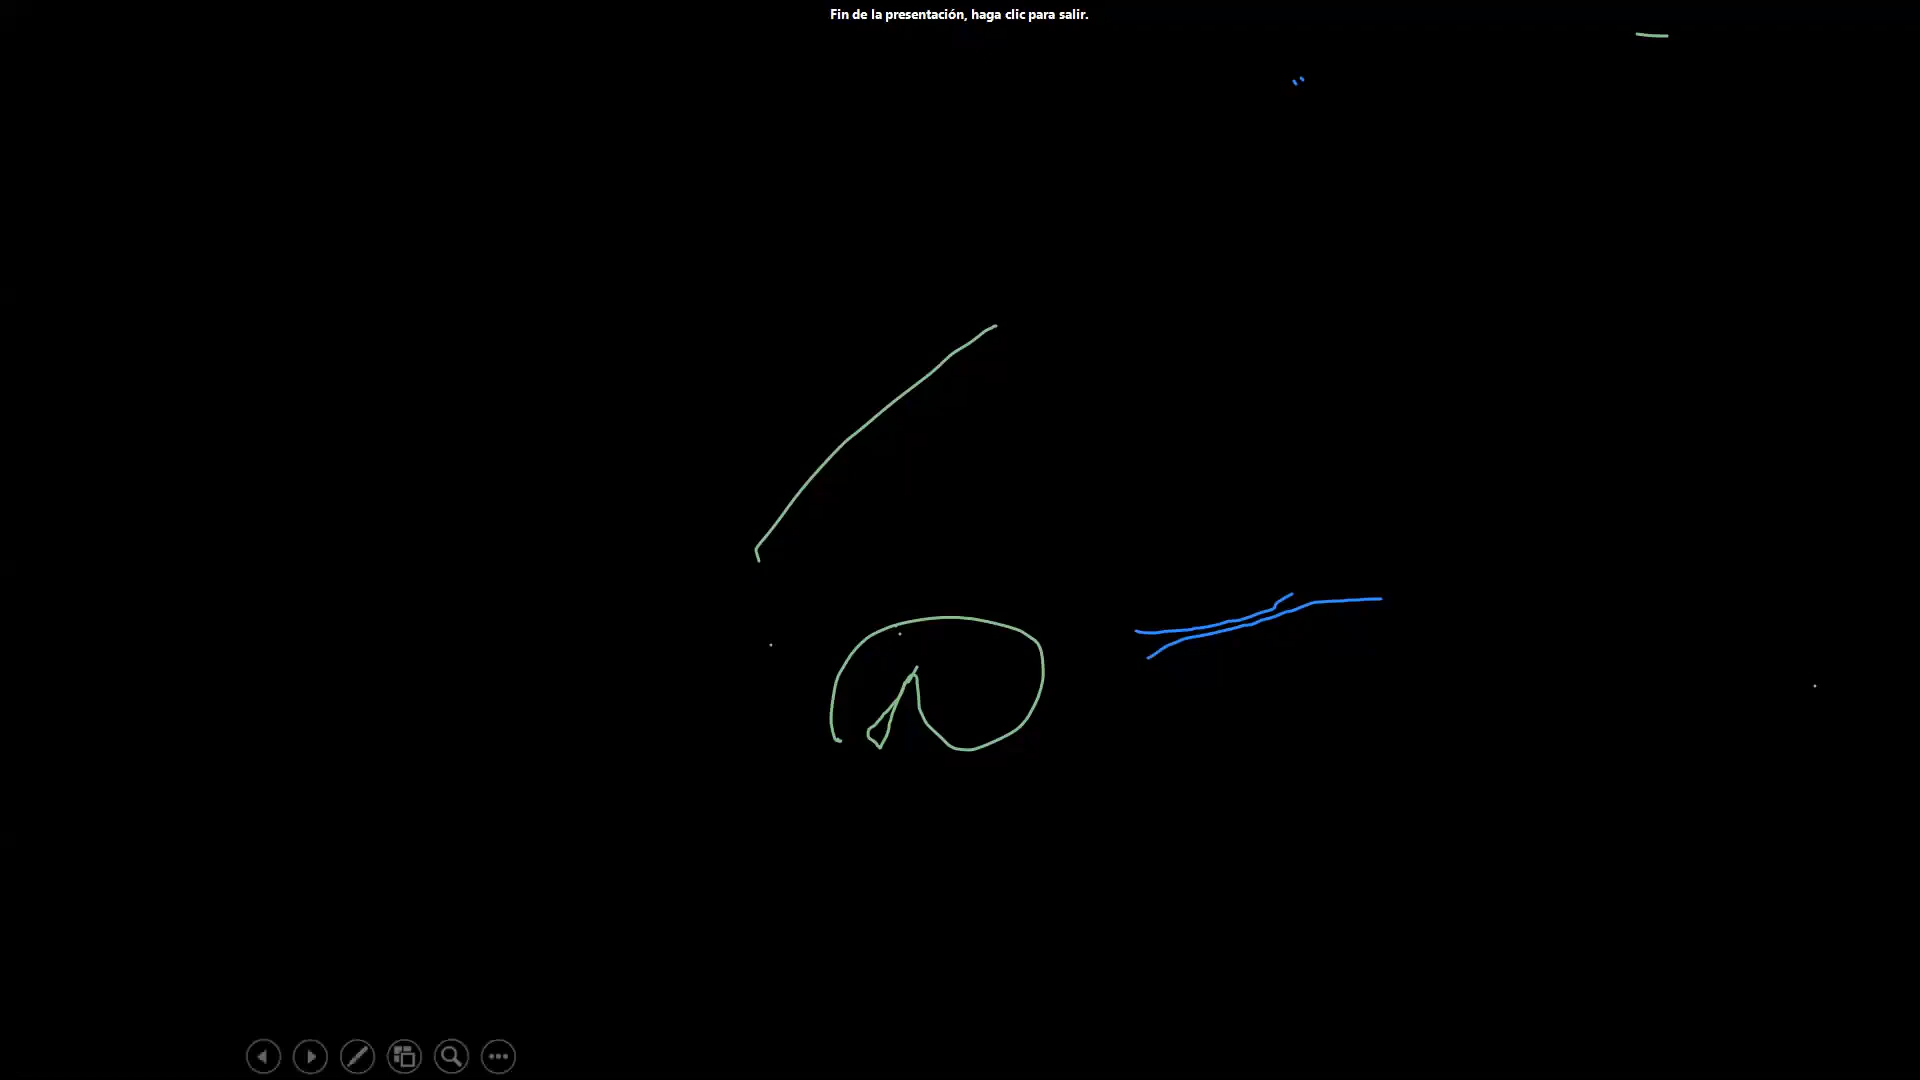 Fin de la presentación, haga clic para salir.